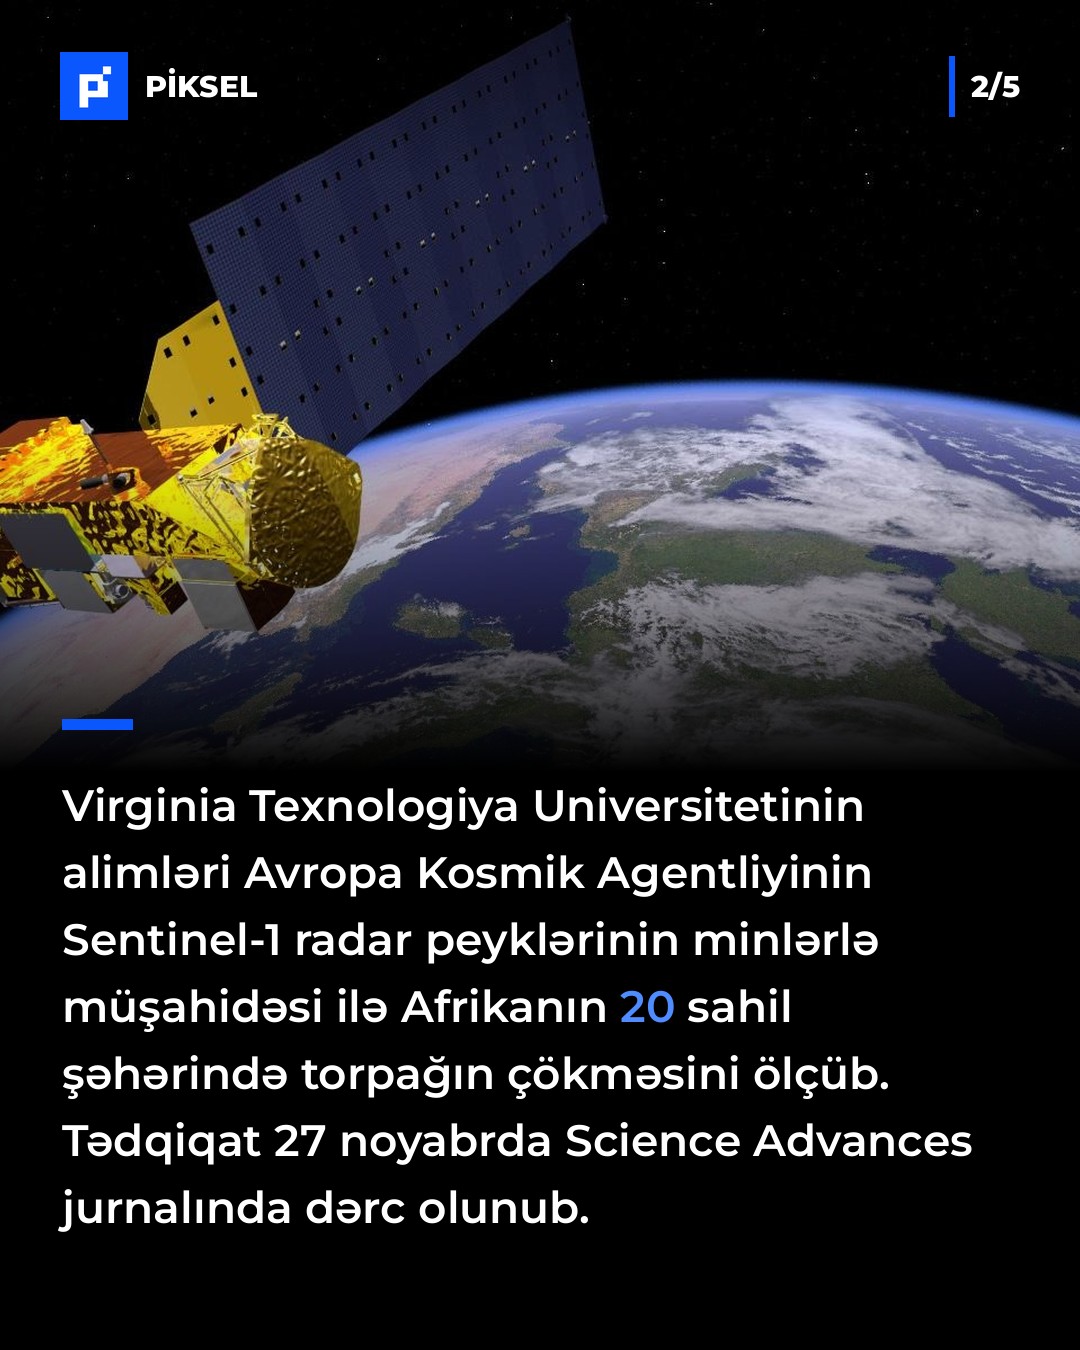 PİKSEL
2/5
Virginia Texnologiya Universitetinin
alimləri Avropa Kosmik Agentliyinin
Sentinel-1 radar peyklərinin minlərlə
müşahidəsi ilə Afrikanın 20 sahil
şəhərində torpağın çökməsini ölçüb.
Tədqiqat 27 noyabrda Science Advances
jurnalında dərc olunub.